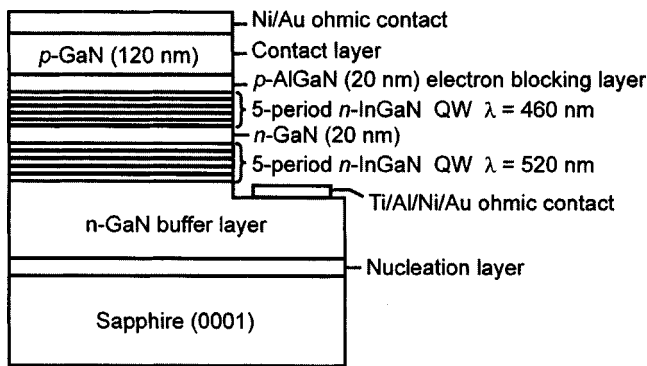 Ni/Au ohmic contact
p-GaN (120 nm)
Contact layer
p-AlGaN (20 nm) electron blocking layer
5-period n-InGaN QW λ = 460 nm
n-GaN (20 nm)
5-period n-InGaN QW λ = 520 nm
Ti/Al/Ni/Au ohmic contact
n-GaN buffer layer
Nucleation layer
Sapphire (0001)